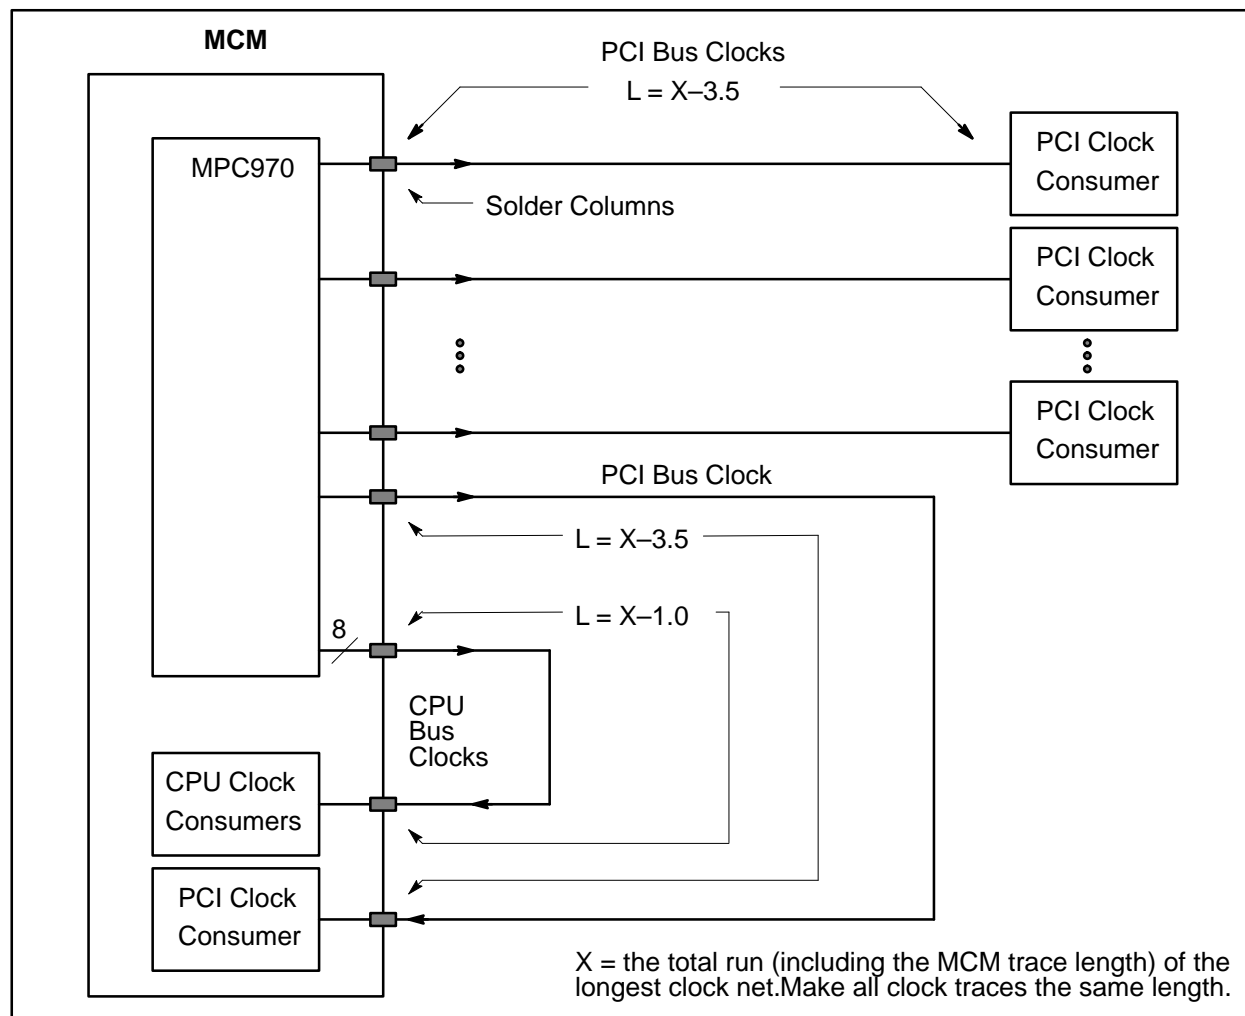 MCM
PCI Bus Clocks
L = X–3.5
MPC970
PCI Clock
Consumer
Solder Columns
PCI Clock
Consumer
PCI Clock
Consumer
PCI Bus Clock
L = X–3.5
L = X–1.0
8
CPU
Bus
Clocks
CPU Clock
Consumers
PCI Clock
Consumer
X = the total run (including the MCM trace length) of the
longest clock net.Make all clock traces the same length.